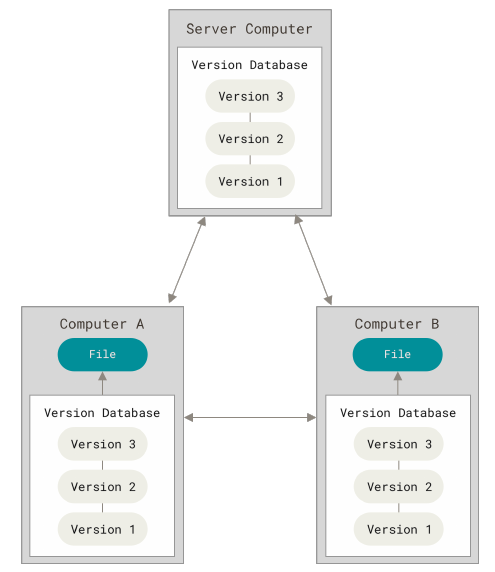 Server Computer
Version Database
Version 3
Version 2
Version 1
Computer A
File
Version Database
Version 3
Version 2
Version 1
Computer B
File
Version Database
Version 3
Version 2
Version 1